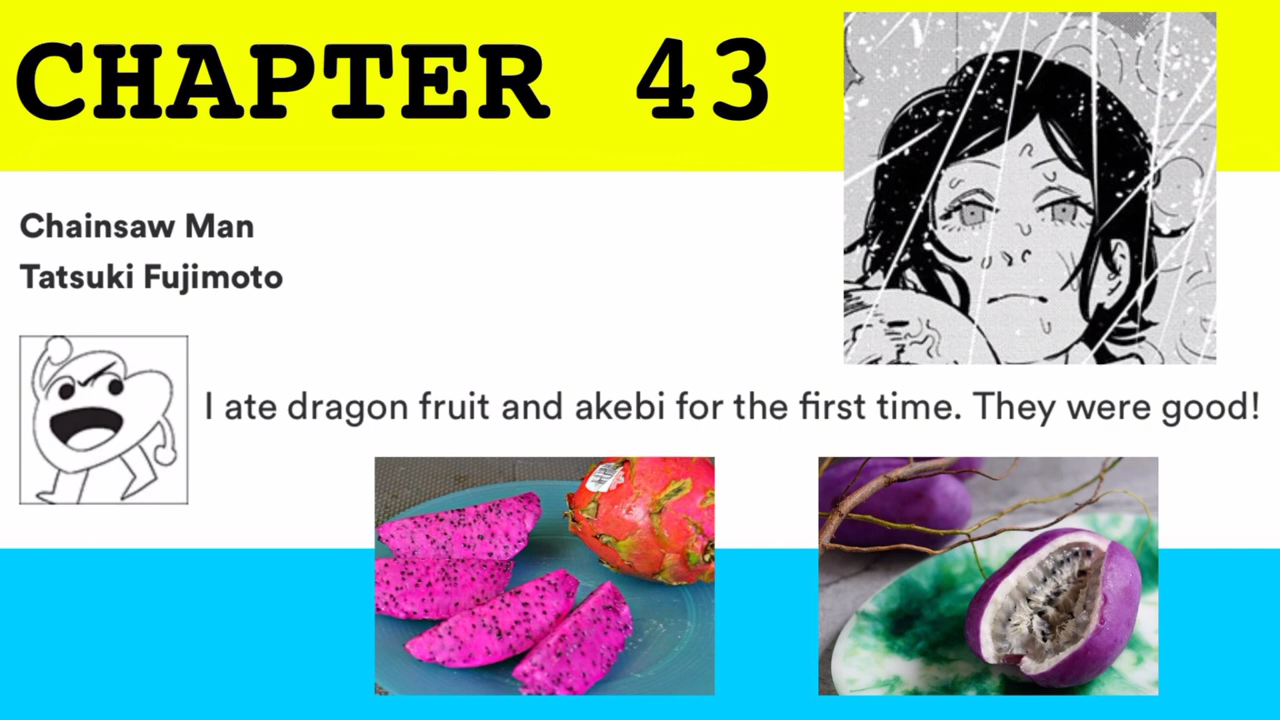 CHAPTER 43
Chainsaw Man
Tatsuki Fujimoto
I ate dragon fruit and akebi for the first time. They were good!